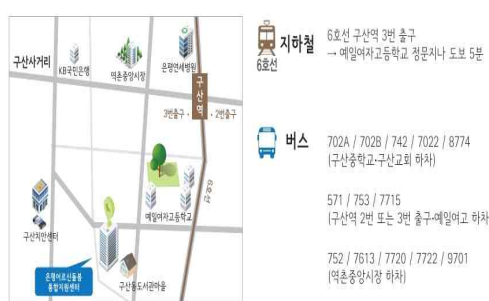 구산사거리
KB국민은행
역촌중앙시장
은평연세병원
구산역
3번출구
2번출구
6호선
예일여자고등학교
구산치안센터
은평어르신돌봄
통합지원센터
구산동도서관마을
6호선
지하철
6호선 구산역 3번 출구
→ 예일여자고등학교 정문지나 도보 5분
버스
702A / 702B / 742 / 7022 / 8774
(구산중학교·구산교회 하차)
571 / 753 / 7715
(구산역 2번 또는 3번 출구·예일여고 하차
752 / 7613 / 7720 / 7722 / 9701
(역촌중앙시장 하차)